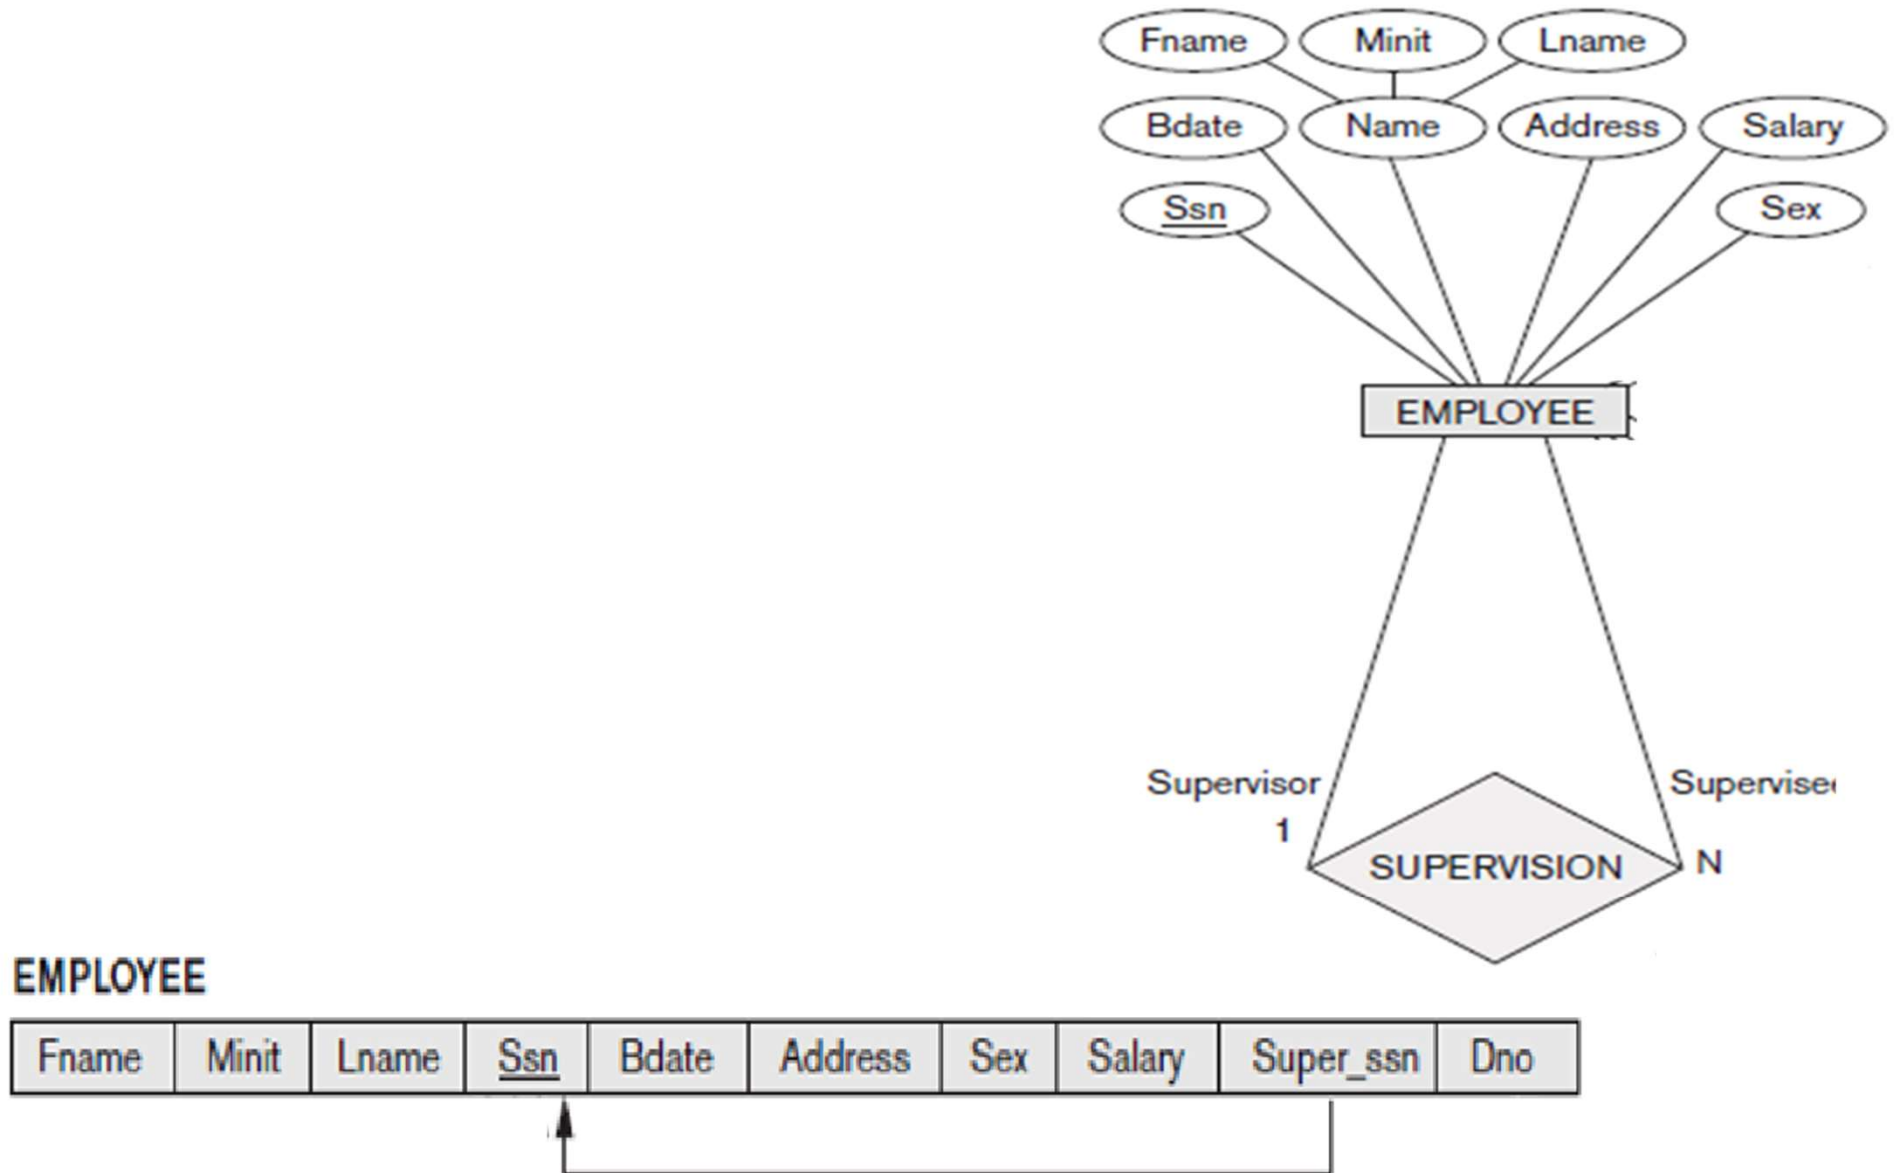 Fname Minit Lname
Bdate Name Address Salary
Ssn Sex
EMPLOYEE
Supervisor
1
SUPERVISION
N
EMPLOYEE
Fname Minit Lname Ssn Bdate Address Sex Salary Super_ssn Dno